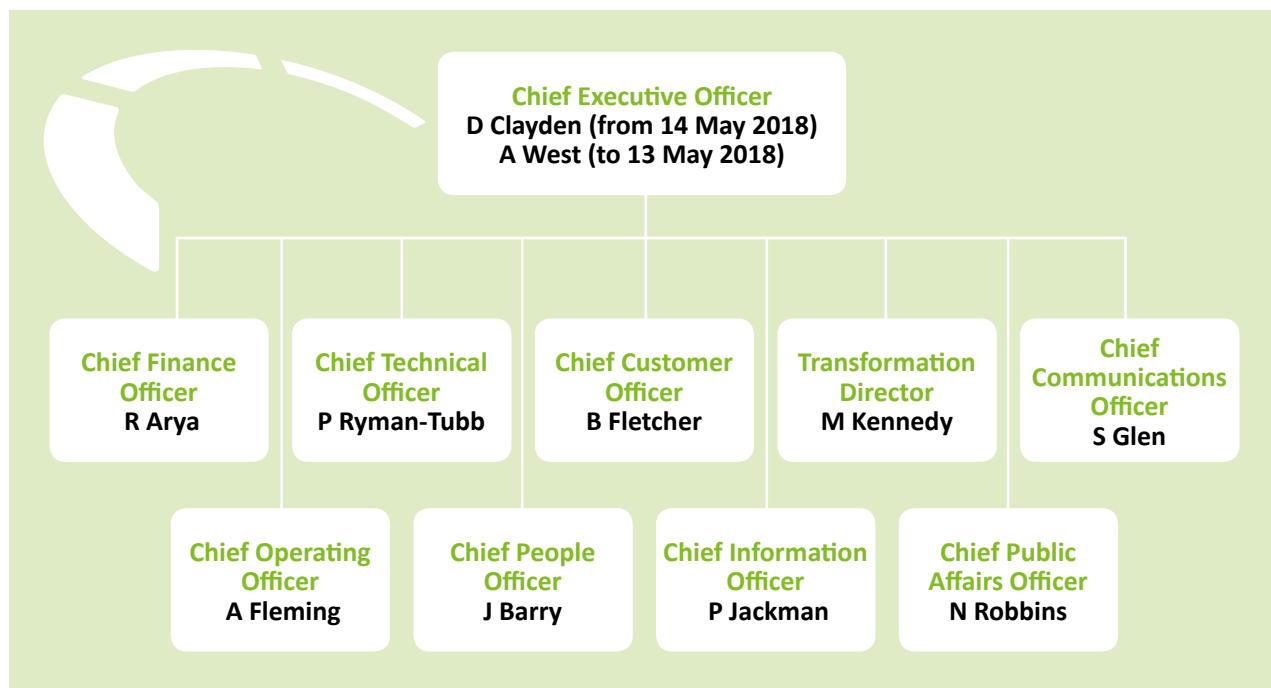 Chief Executive Officer
D Clayden (from 14 May 2018)
A West (to 13 May 2018)
Chief Finance
Officer
R Arya
Chief Technical
Officer
P Ryman-Tubb
Chief Customer
Officer
B Fletcher
Transformation
Director
M Kennedy
Chief
Communications
Officer
S Glen
Chief Operating
Officer
A Fleming
Chief People
Officer
J Barry
Chief Information
Officer
P Jackman
Chief Public
Affairs Officer
N Robbins